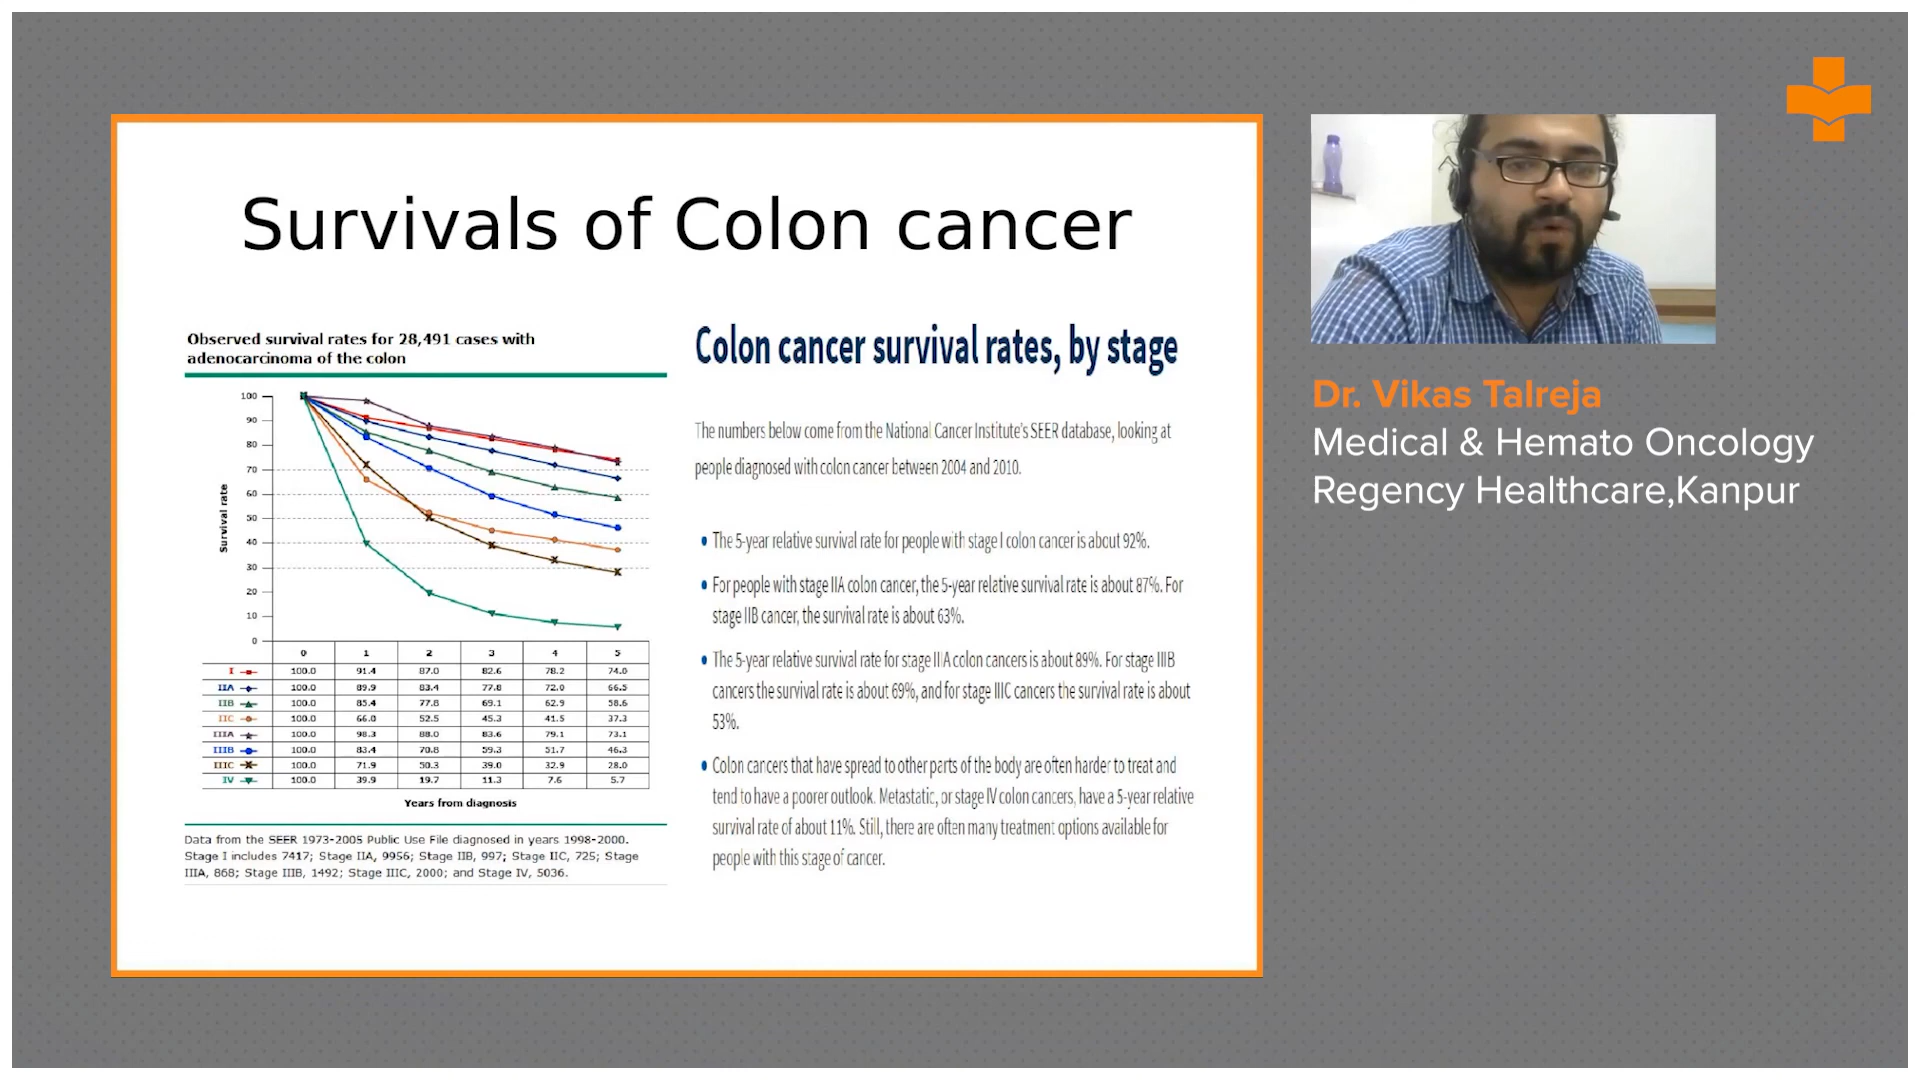 Survivals of Colon cancer
Observed survival rates for 28,491 cases with
adenocarcinoma of the colon
100
90
80
70
60
50
40
30
20
10
0
Survival rate
0 1 2 3 4 5
I 100.0 91.4 87.0 82.6 78.2 74.0
IIA 100.0 89.9 83.4 77.8 72.0 66.5
IIB 100.0 85.4 77.8 69.1 62.9 58.6
IIC 100.0 66.0 52.5 45.3 41.5 37.3
IIIA 100.0 98.3 88.0 83.6 79.1 73.1
IIIB 100.0 83.4 70.8 59.3 51.7 46.3
IIIC 100.0 71.9 50.3 39.0 32.9 28.0
IV 100.0 39.9 19.7 11.3 7.6 5.7
Years from diagnosis
Data from the SEER 1973-2005 Public Use File diagnosed in years 1998-2000.
Stage I includes 7417; Stage IIA, 9956; Stage IIB, 997; Stage IIC, 725; Stage
IIIA, 868; Stage IIIB, 1492; Stage IIIC, 2000; and Stage IV, 5036.
Colon cancer survival rates, by stage
The numbers below come from the National Cancer Institute's SEER database, looking at
people diagnosed with colon cancer between 2004 and 2010.
• The 5-year relative survival rate for people with stage I colon cancer is about 92%.
• For people with stage IIA colon cancer, the 5-year relative survival rate is about 87%. For
stage IIB cancer, the survival rate is about 63%.
• The 5-year relative survival rate for stage IIIA colon cancers is about 89%. For stage IIIB
cancers the survival rate is about 69%, and for stage IIIC cancers the survival rate is about
53%.
• Colon cancers that have spread to other parts of the body are often harder to treat and
tend to have a poorer outlook. Metastatic, or stage IV colon cancers, have a 5-year relative
survival rate of about 11%. Still, there are often many treatment options available for
people with this stage of cancer.
Dr. Vikas Talreja
Medical & Hemato Oncology
Regency Healthcare,Kanpur